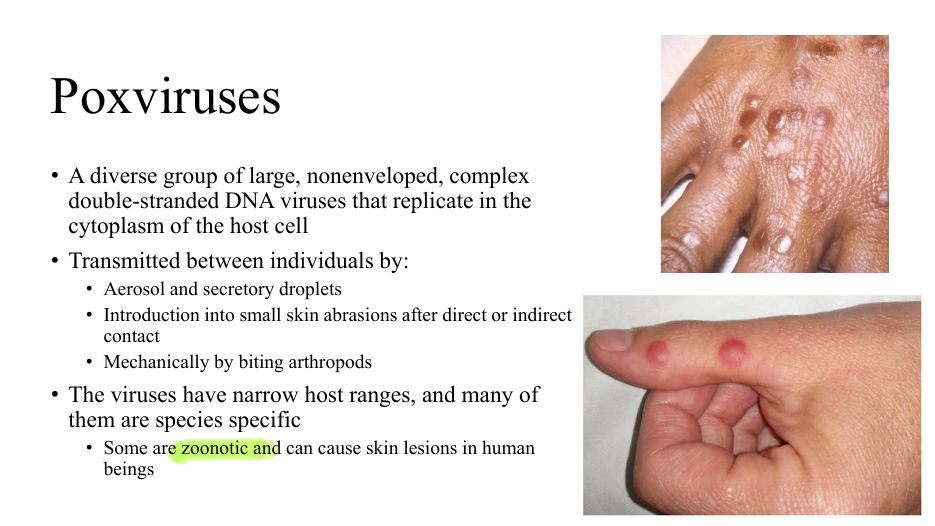 Poxviruses
• A diverse group of large, nonenveloped, complex
double-stranded DNA viruses that replicate in the
cytoplasm of the host cell
• Transmitted between individuals by:
• Aerosol and secretory droplets
• Introduction into small skin abrasions after direct or indirect
contact
• Mechanically by biting arthropods
• The viruses have narrow host ranges, and many of
them are species specific
• Some are zoonotic and can cause skin lesions in human
beings